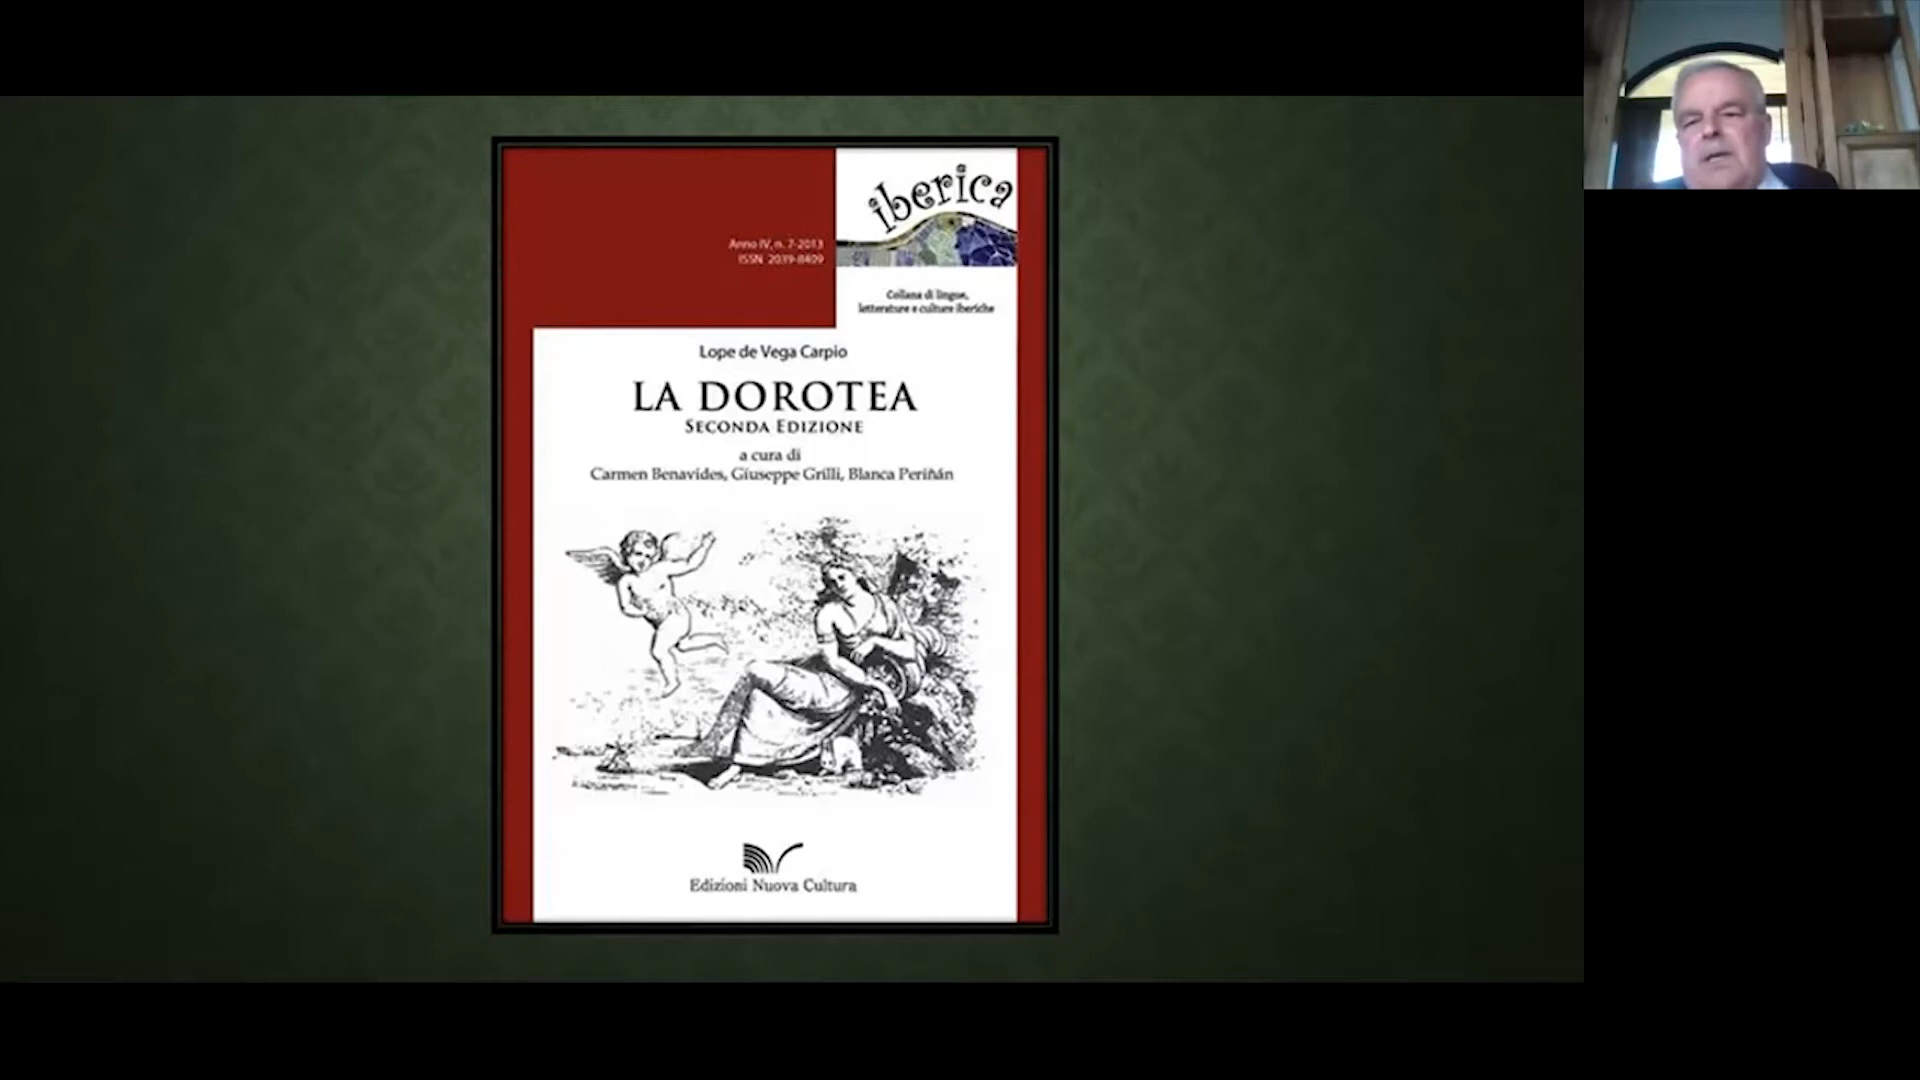 iberica
Anno IV, n. 7-2013
ISSN 2039-8409
Collana di lingue,
letterature e culture iberiche
Lope de Vega Carpio
LA DOROTEA
SECONDA EDIZIONE
a cura di
Carmen Benavides, Giuseppe Grilli, Blanca Periñán
Edizioni Nuova Cultura